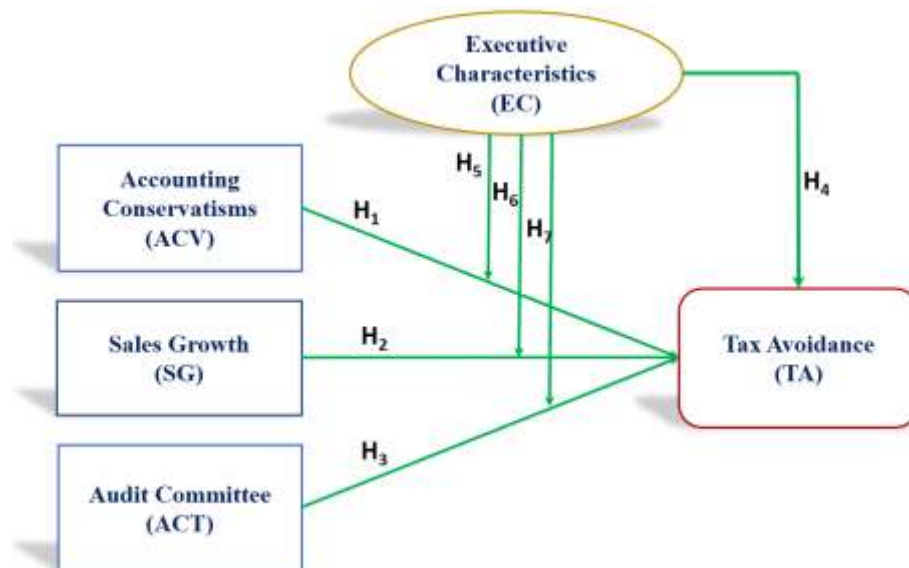 Executive
Characteristics
(EC)
Accounting
Conservatisms
(ACV)
H₁
H₅
H₆
H₇
H₄
Sales Growth
(SG)
H₂
Tax Avoidance
(TA)
H₃
Audit Committee
(ACT)